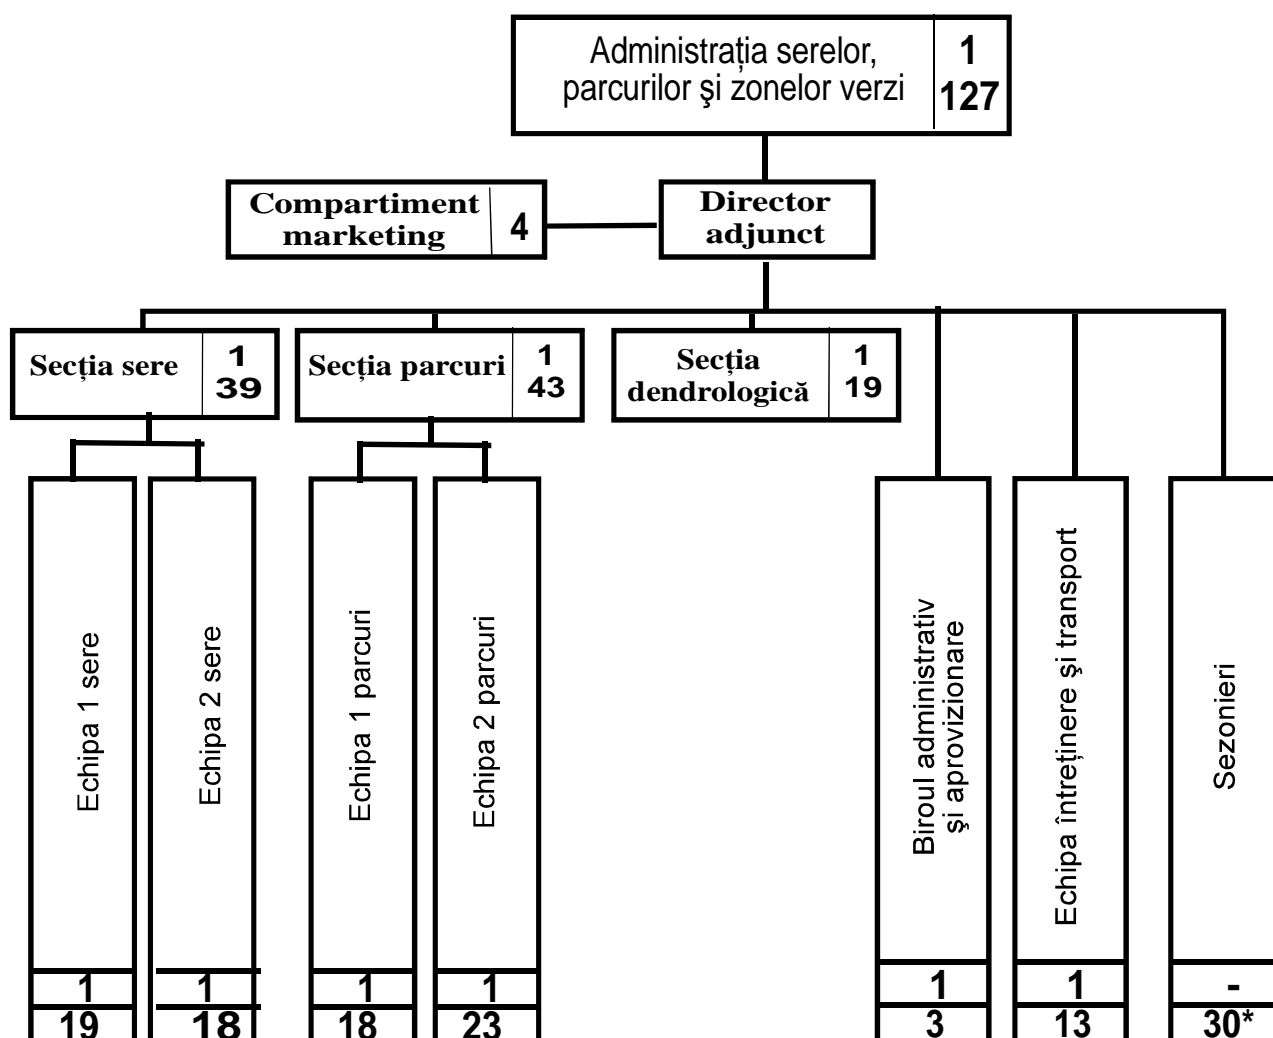 Administrația serelor,
parcurilor şi zonelor verzi
1
127
Compartiment
marketing
4
Director
adjunct
Secția sere
1
39
Secția parcuri
1
43
Secția
dendrologică
1
19
Echipa 1 sere
1
19
Echipa 2 sere
1
18
Echipa 1 parcuri
1
18
Echipa 2 parcuri
1
23
Biroul administrativ
şi aprovizionare
1
3
Echipa întreținere şi transport
1
13
Sezonieri
-
30*